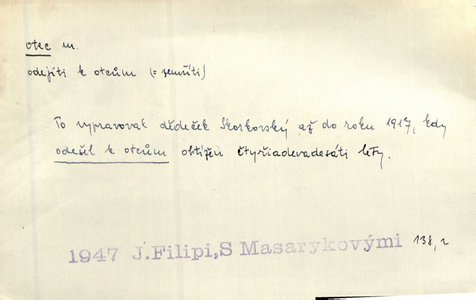 otec m.
odejíti k otcům (= zemříti)
To vypravoval dědeček Skorkovský až do roku 1917, kdy
odešel k otcům obtížen čtyřiadevadesáti lety.
1947 J.Filipi,S Masarykovými 138,2